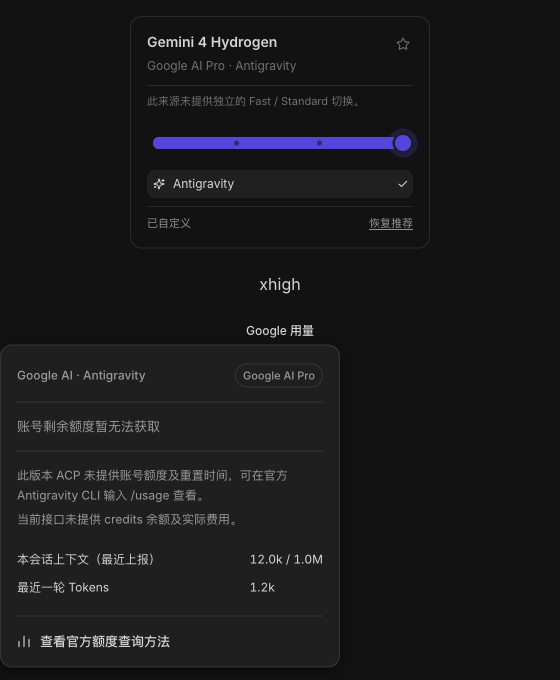 Gemini 4 Hydrogen
Google AI Pro · Antigravity
此来源未提供独立的 Fast / Standard 切换。
Antigravity
已自定义
恢复推荐
xhigh
Google 用量
Google AI · Antigravity
Google AI Pro
账号剩余额度暂无法获取
此版本 ACP 未提供账号额度及重置时间，可在官方
Antigravity CLI 输入 /usage 查看。
当前接口未提供 credits 余额及实际费用。
本会话上下文（最近上报）
12.0k / 1.0M
最近一轮 Tokens
1.2k
查看官方额度查询方法